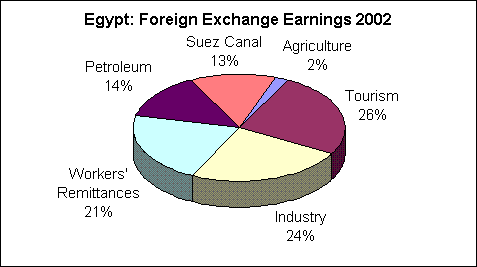 Egypt: Foreign Exchange Earnings 2002
Suez Canal
13%
Agriculture
2%
Petroleum
14%
Tourism
26%
Workers'
Remittances
21%
Industry
24%